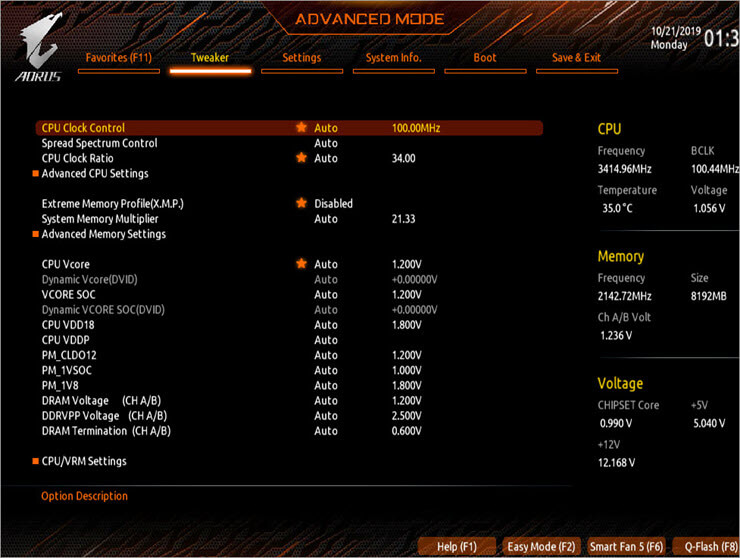 ADVANCED MODE
10/21/2019
Monday
01:3
AORUS
Favorites (F11) Tweaker Settings System Info. Boot Save & Exit
CPU Clock Control Auto 100.00MHz
Spread Spectrum Control Auto
CPU Clock Ratio Auto 34.00
Advanced CPU Settings
Extreme Memory Profile(X.M.P.) Disabled
System Memory Multiplier Auto 21.33
Advanced Memory Settings
CPU Vcore Auto 1.200V
Dynamic Vcore(DVID) Auto +0.00000V
VCORE SOC Auto 1.200V
Dynamic VCORE SOC(DVID) Auto +0.00000V
CPU VDD18 Auto 1.800V
CPU VDDP Auto
PM_CLDO12 Auto 1.200V
PM_1VSOC Auto 1.000V
PM_1V8 Auto 1.800V
DRAM Voltage (CH A/B) Auto 1.200V
DDRVPP Voltage (CH A/B) Auto 2.500V
DRAM Termination (CH A/B) Auto 0.600V
CPU/VRM Settings
Option Description
CPU
Frequency BCLK
3414.96MHz 100.44MHz
Temperature Voltage
35.0 °C 1.056 V
Memory
Frequency Size
2142.72MHz 8192MB
Ch A/B Volt
1.236 V
Voltage
CHIPSET Core +5V
0.990 V 5.040 V
+12V
12.168 V
Help (F1) Easy Mode (F2) Smart Fan 5 (F6) Q-Flash (F8)